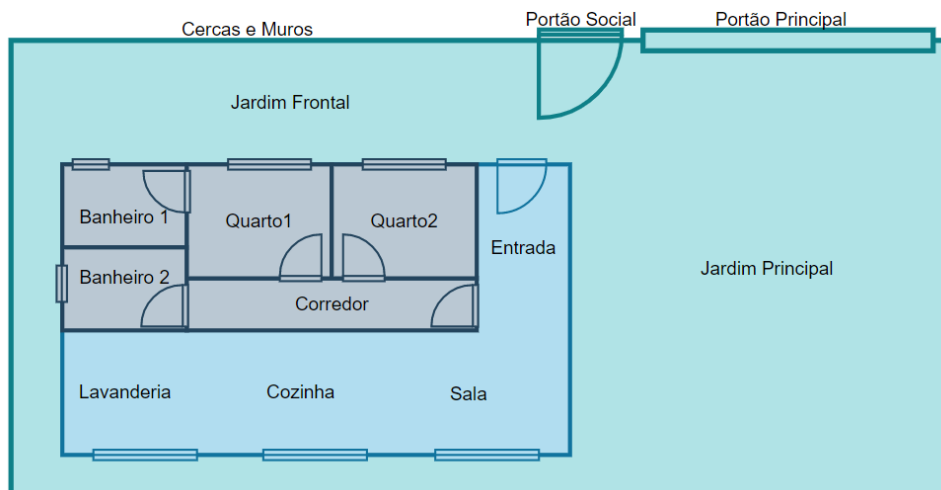 Portão Social
Portão Principal
Cercas e Muros
Jardim Frontal
Banheiro 1
Quarto1
Quarto2
Entrada
Jardim Principal
Banheiro 2
Corredor
Lavanderia
Cozinha
Sala